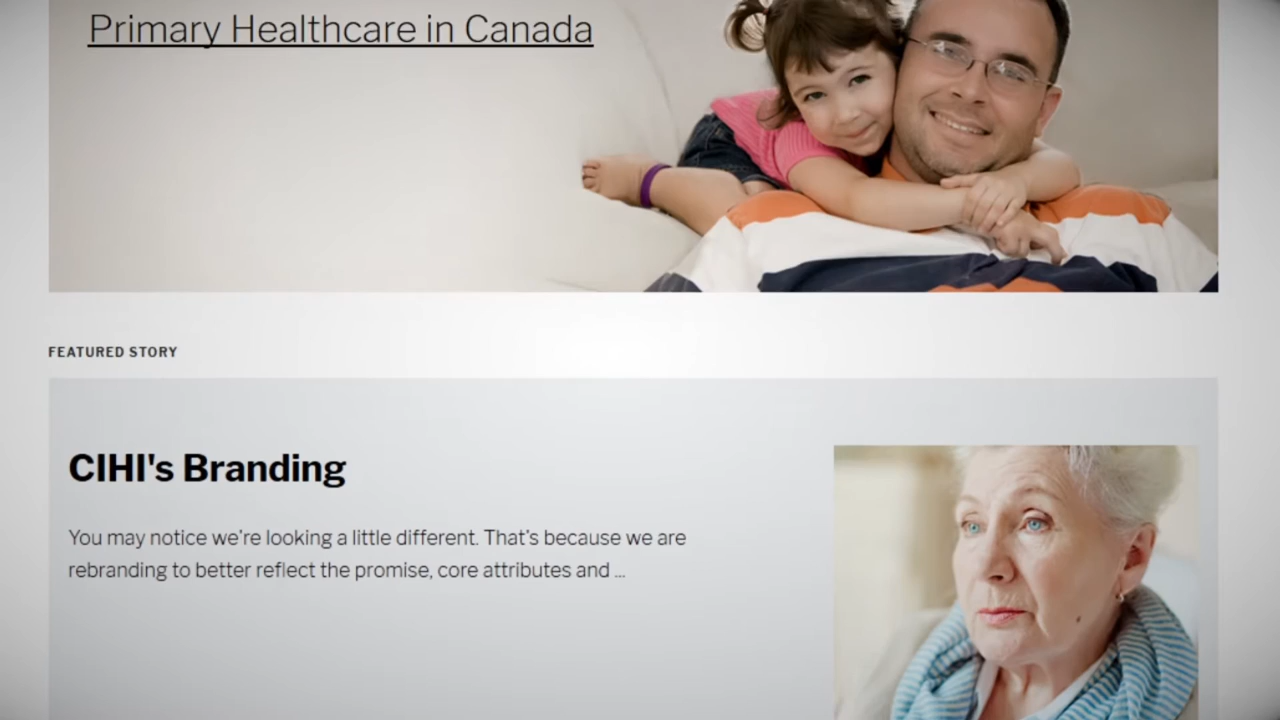 Primary Healthcare in Canada
FEATURED STORY
CIHI's Branding
You may notice we're looking a little different. That's because we are
rebranding to better reflect the promise, core attributes and ...